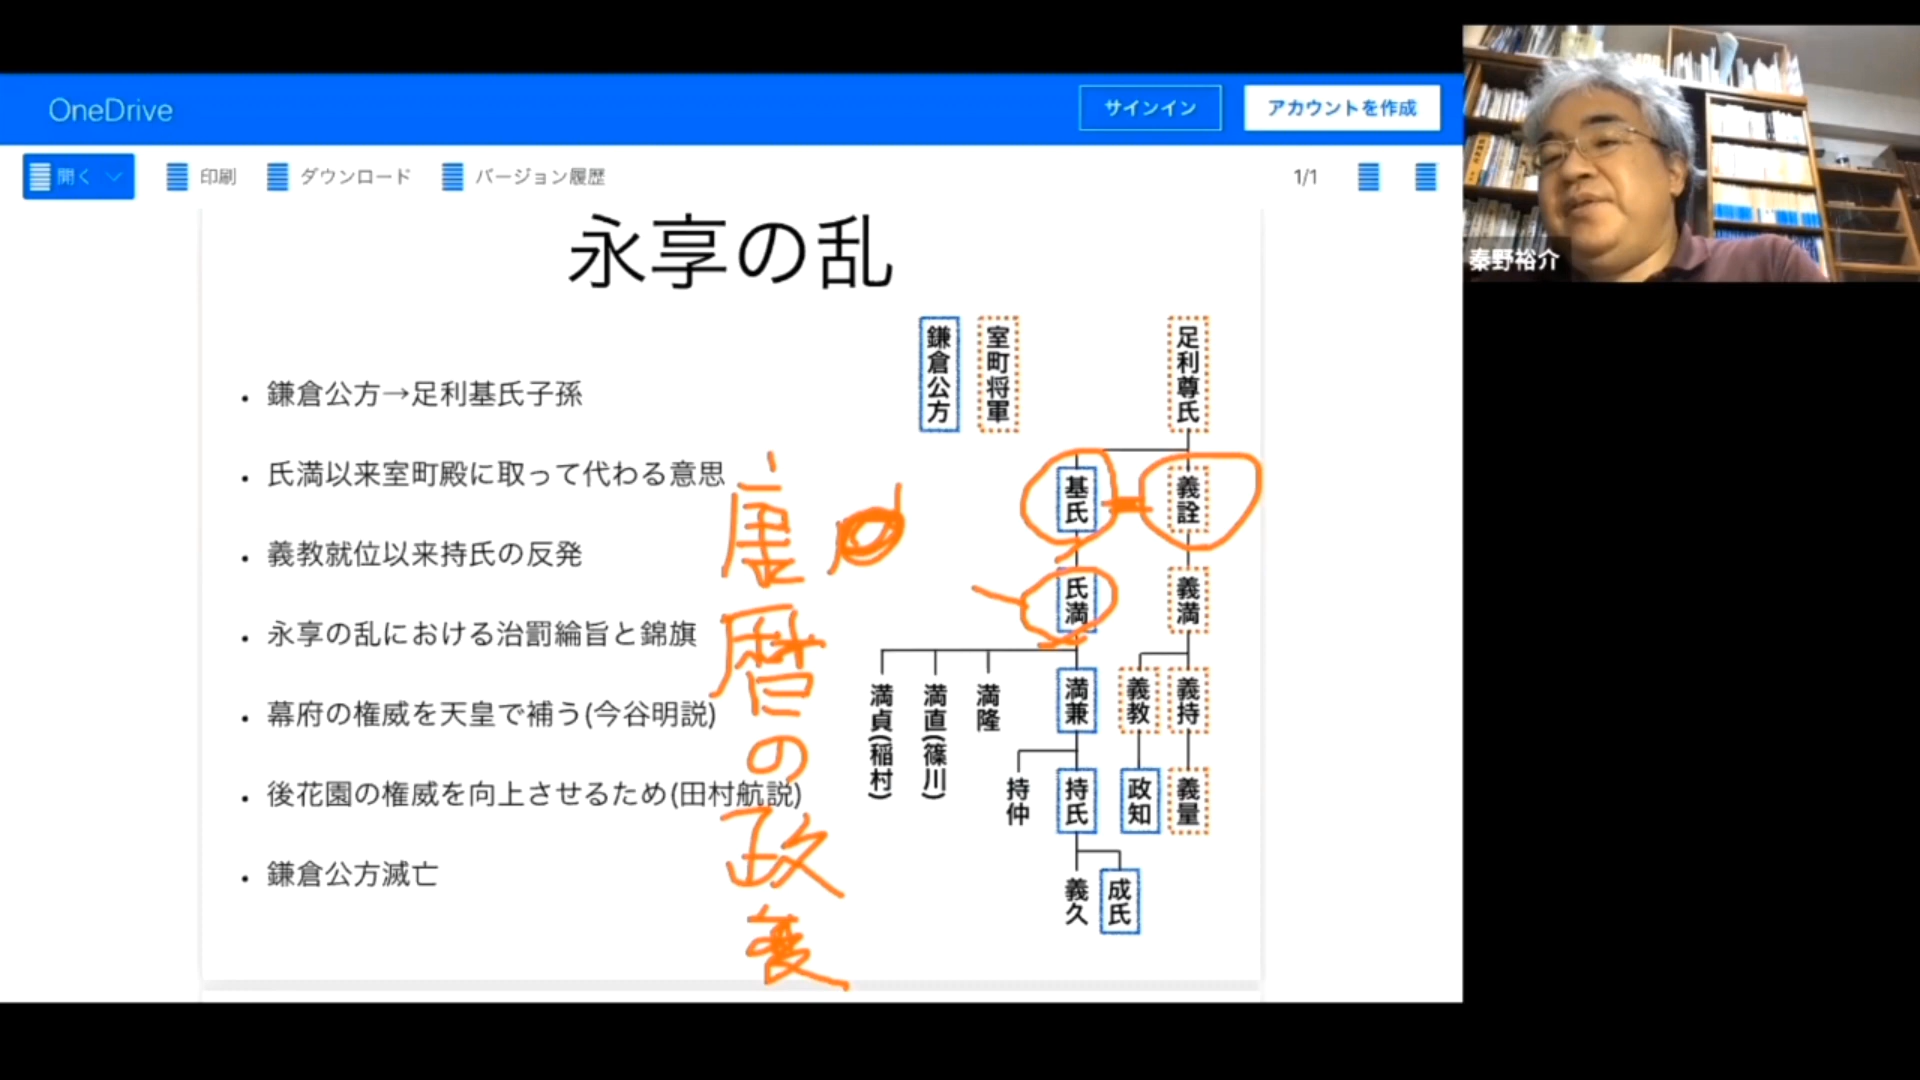 OneDrive
サインイン
アカウントを作成
開く
印刷
ダウンロード
バージョン履歴
1/1
秦野裕介
永享の乱
・鎌倉公方→足利基氏子孫
・氏満以来室町殿に取って代わる意思
・義教就位以来持氏の反発
・永享の乱における治罰綸旨と錦旗
・幕府の権威を天皇で補う(今谷明説)
・後花園の権威を向上させるため(田村航説)
・鎌倉公方滅亡
康暦の政変
足利尊氏
室町将軍
鎌倉公方
義詮
基氏
義満
氏満
義持
義教
満兼
満隆
満直(篠川)
満貞(稲村)
義量
政知
持氏
持仲
成氏
義久